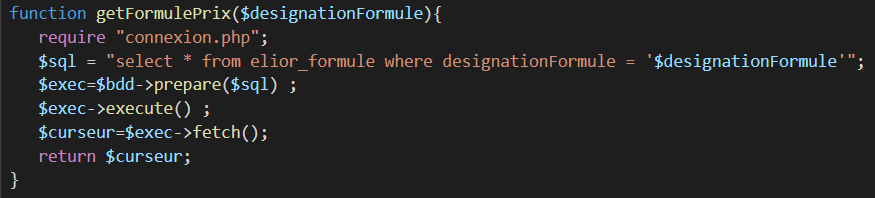 function getFormulePrix($designationFormule){
require "connexion.php";
$sql = "select * from elior_formule where designationFormule = '$designationFormule'";
$exec=$bdd->prepare($sql) ;
$exec->execute() ;
$curseur=$exec->fetch();
return $curseur;
}